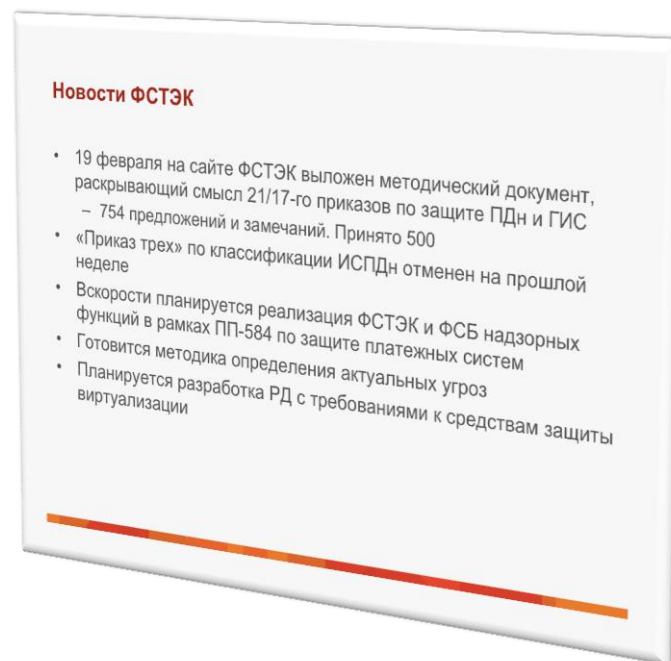 Новости ФСТЭК
• 19 февраля на сайте ФСТЭК выложен методический документ,
раскрывающий смысл 21/17-го приказов по защите ПДн и ГИС
– 754 предложений и замечаний. Принято 500
• «Приказ трех» по классификации ИСПДн отменен на прошлой
неделе
• Вскорости планируется реализация ФСТЭК и ФСБ надзорных
функций в рамках ПП-584 по защите платежных систем
• Готовится методика определения актуальных угроз
• Планируется разработка РД с требованиями к средствам защиты
виртуализации